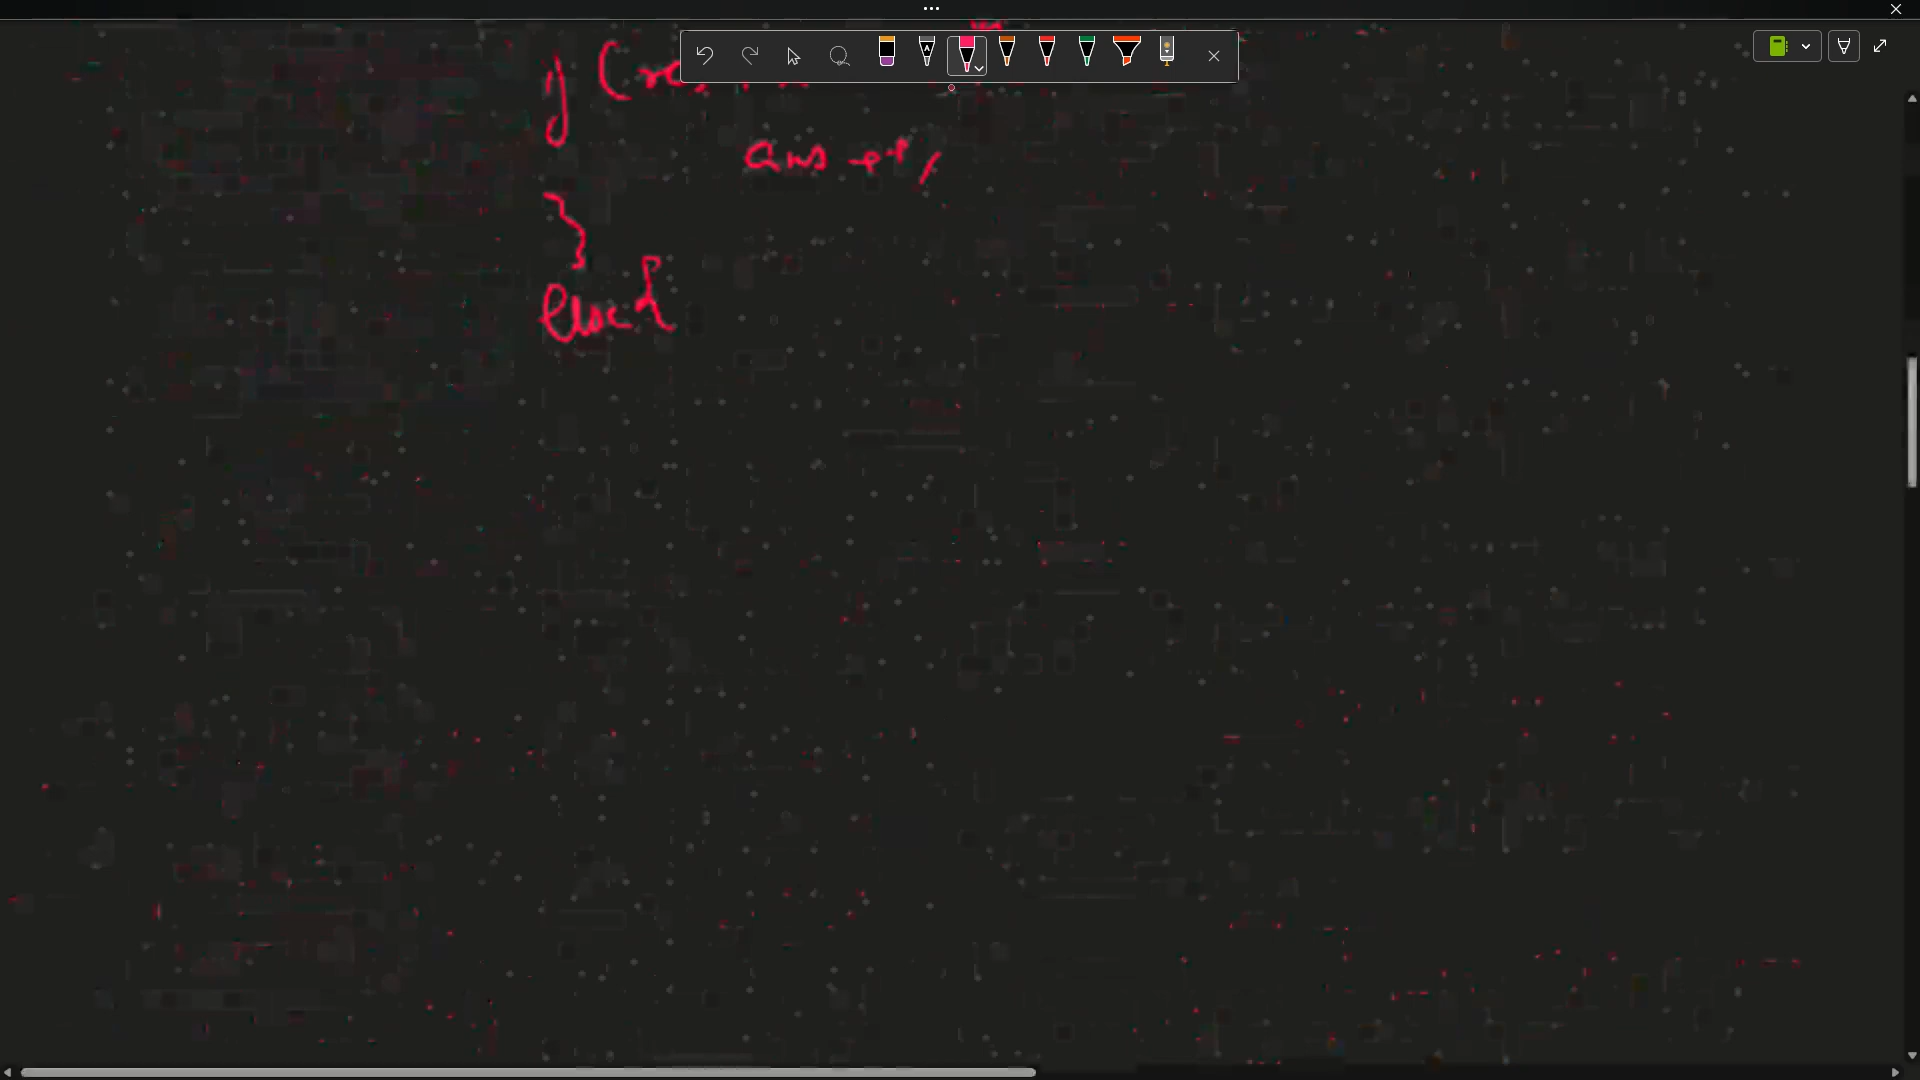 if (
ans ++;
}
else {